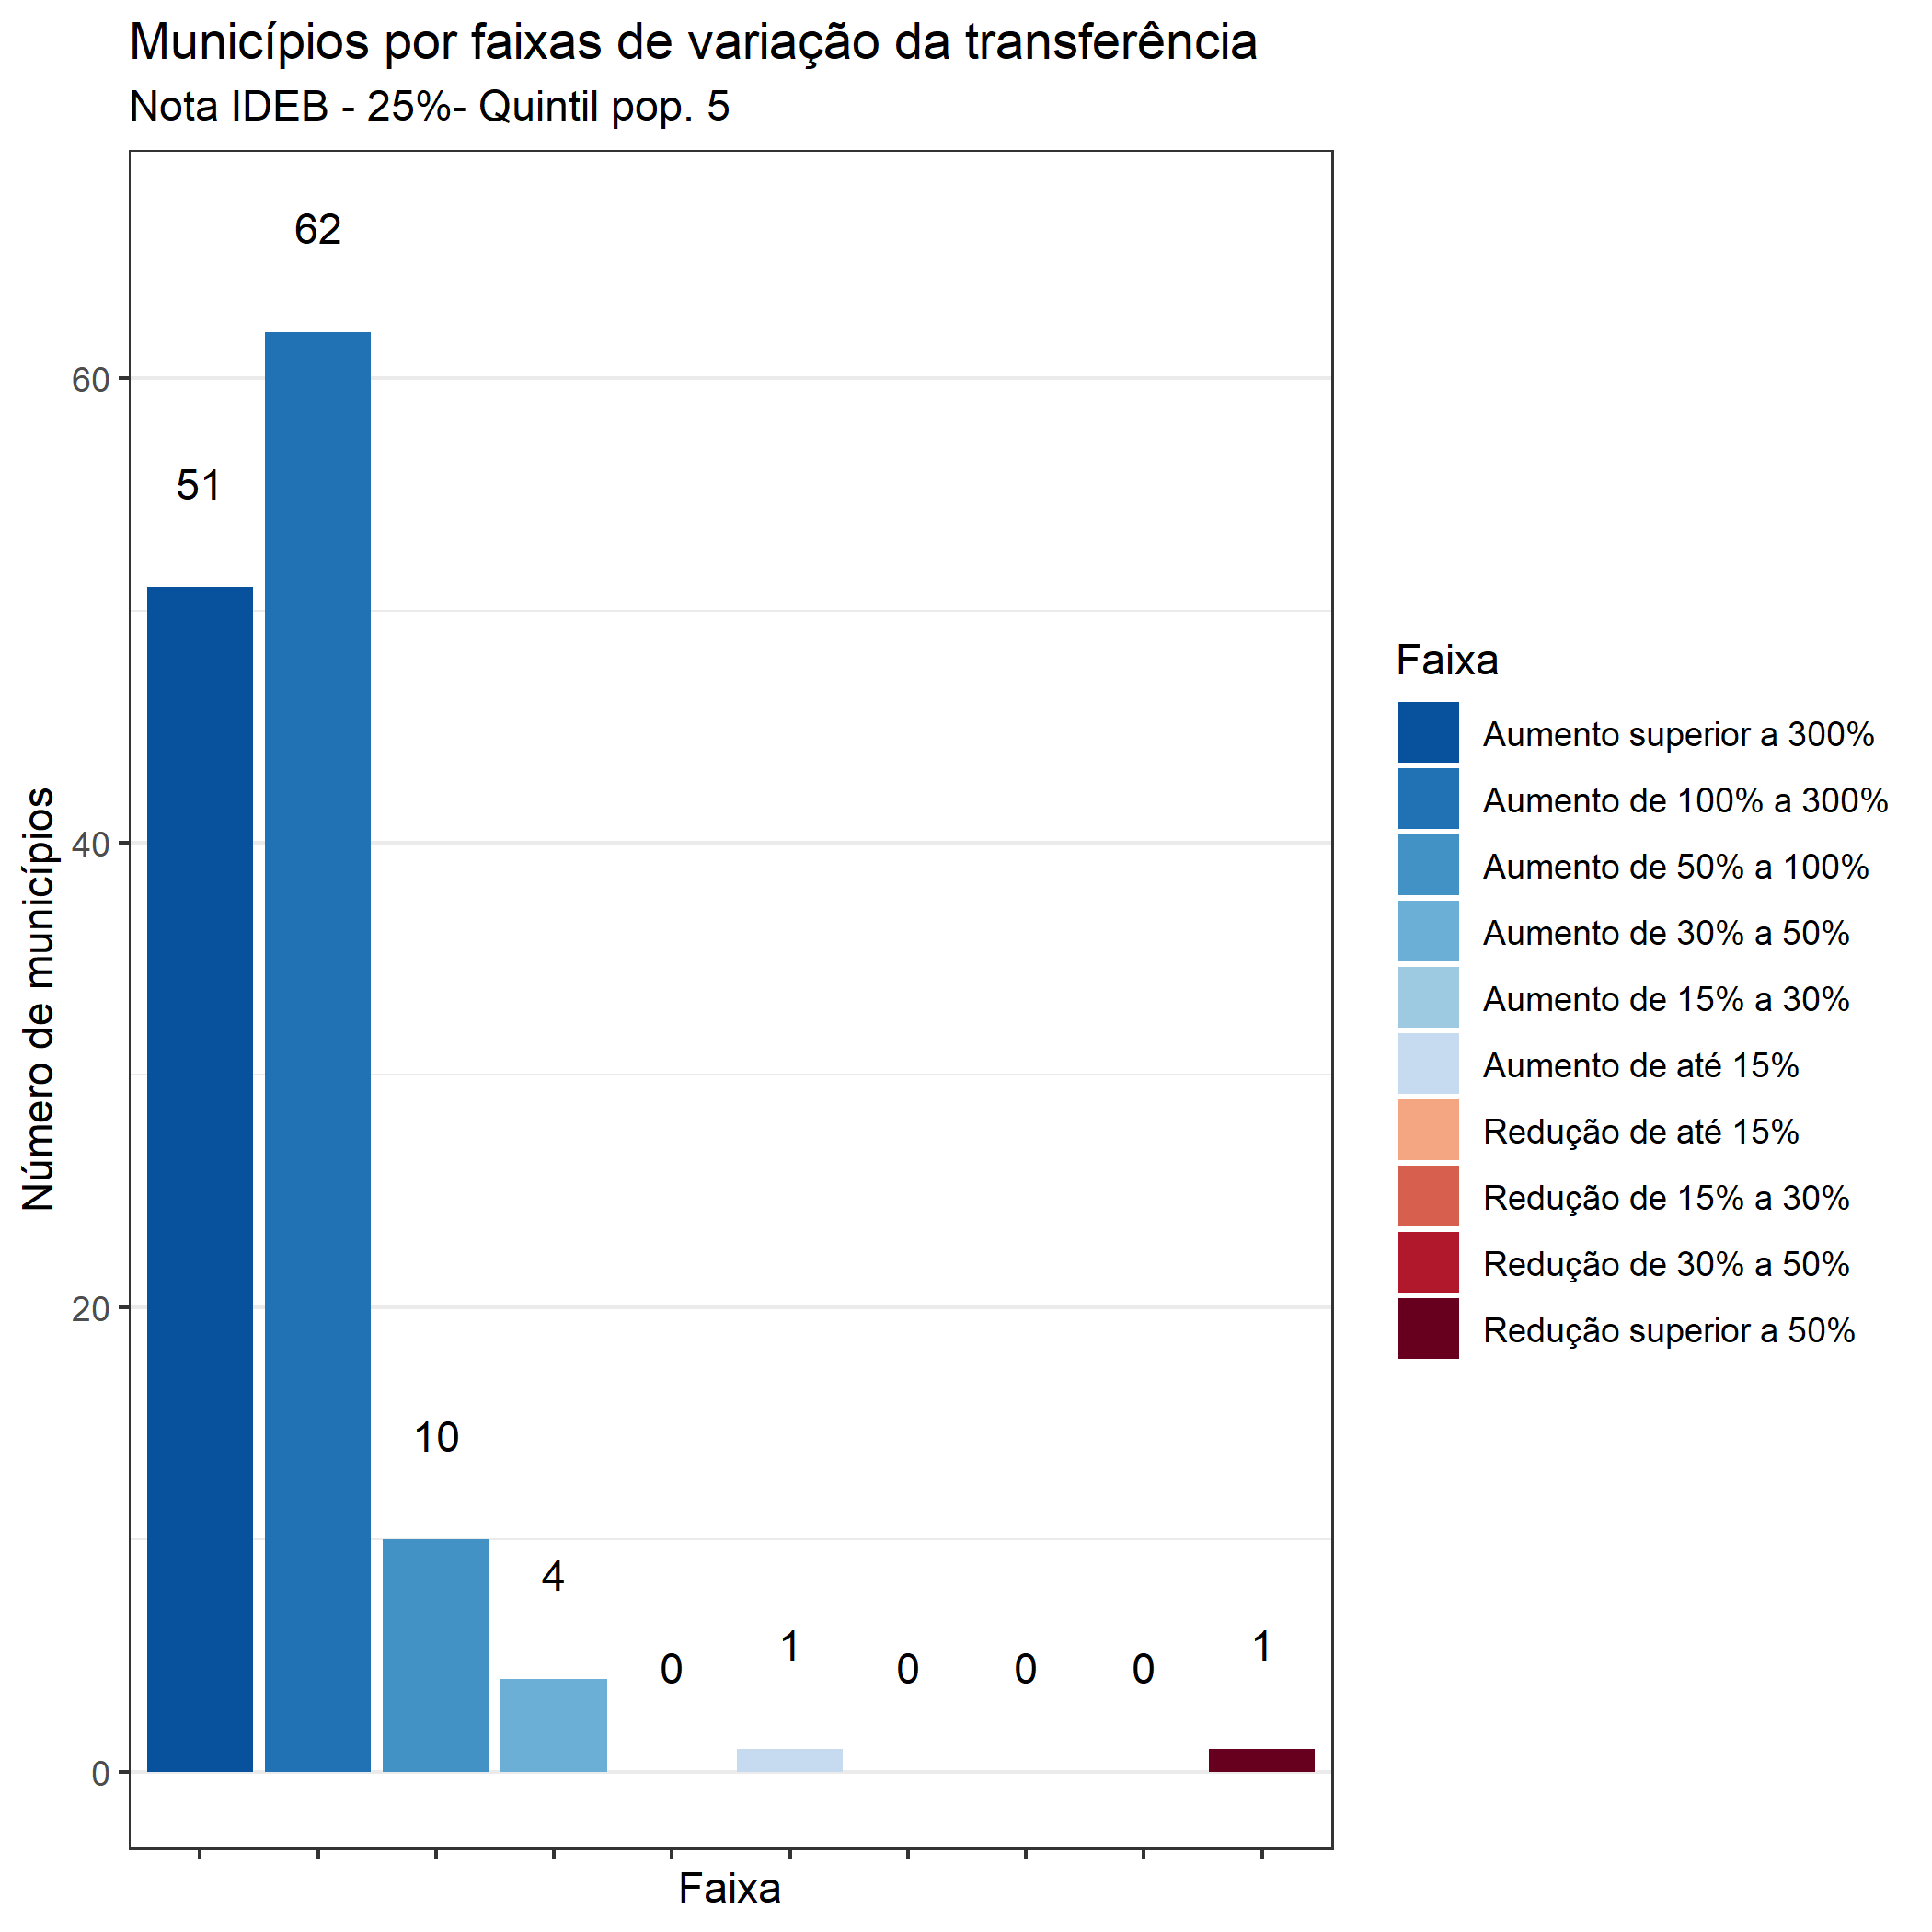 Municípios por faixas de variação da transferência
Nota IDEB - 25%- Quintil pop. 5
62
51
10
4
0
1
0
0
0
1
60
40
20
0
Número de municípios
Faixa
Faixa
Aumento superior a 300%
Aumento de 100% a 300%
Aumento de 50% a 100%
Aumento de 30% a 50%
Aumento de 15% a 30%
Aumento de até 15%
Redução de até 15%
Redução de 15% a 30%
Redução de 30% a 50%
Redução superior a 50%